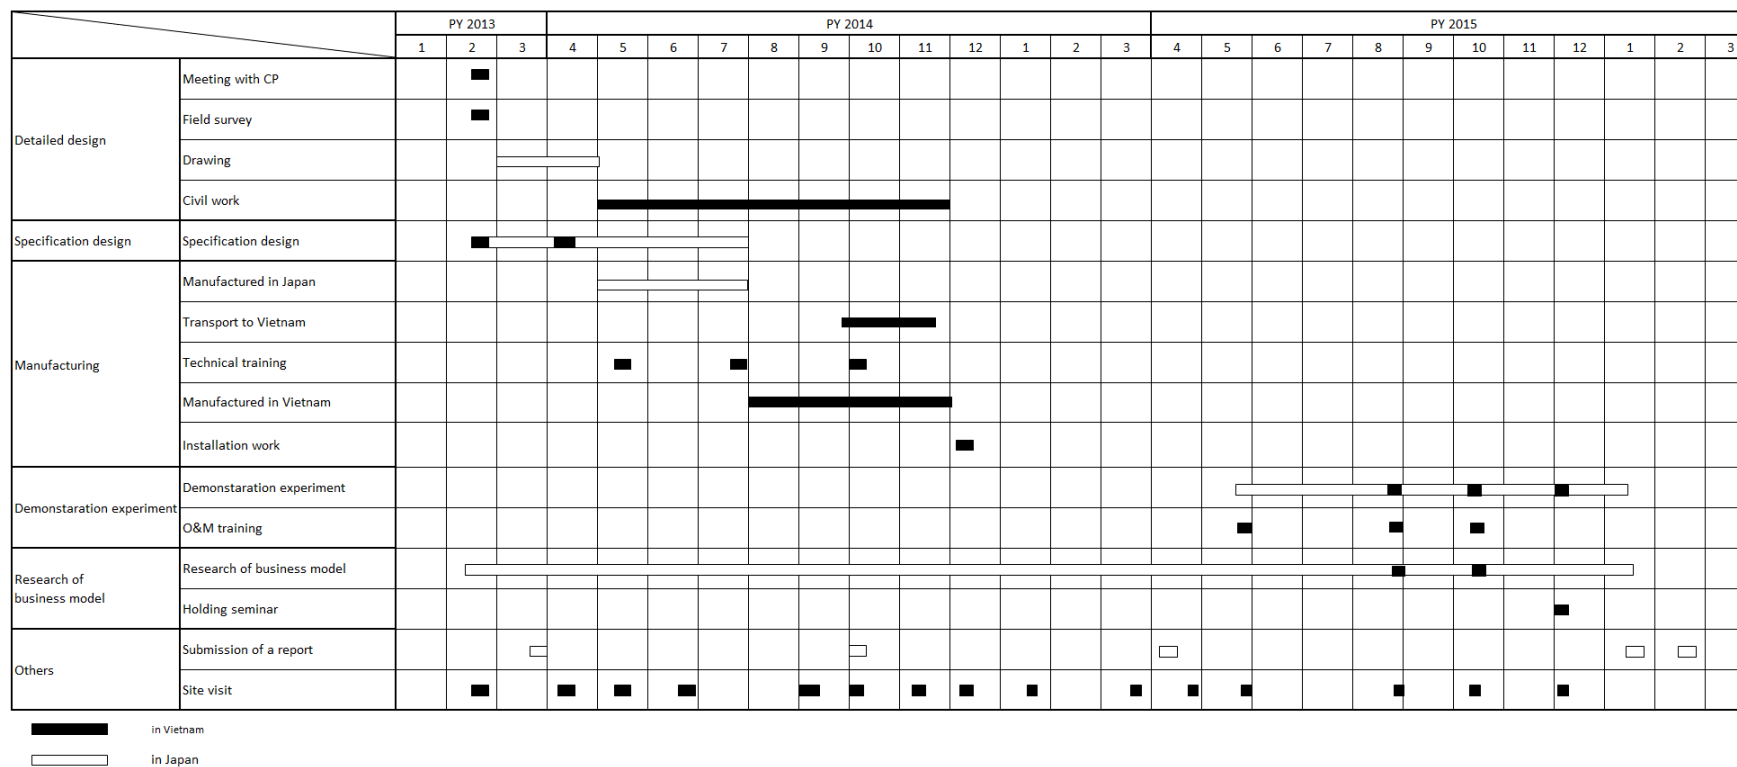 PY 2013 PY 2014 PY 2015
1 2 3 4 5 6 7 8 9 10 11 12 1 2 3 4 5 6 7 8 9 10 11 12 1 2 3
Detailed design
Meeting with CP
Field survey
Drawing
Civil work
Specification design
Specification design
Manufacturing
Manufactured in Japan
Transport to Vietnam
Technical training
Manufactured in Vietnam
Installation work
Demonstaration experiment
Demonstaration experiment
O&M training
Research of
business model
Research of business model
Holding seminar
Others
Submission of a report
Site visit
in Vietnam
in Japan